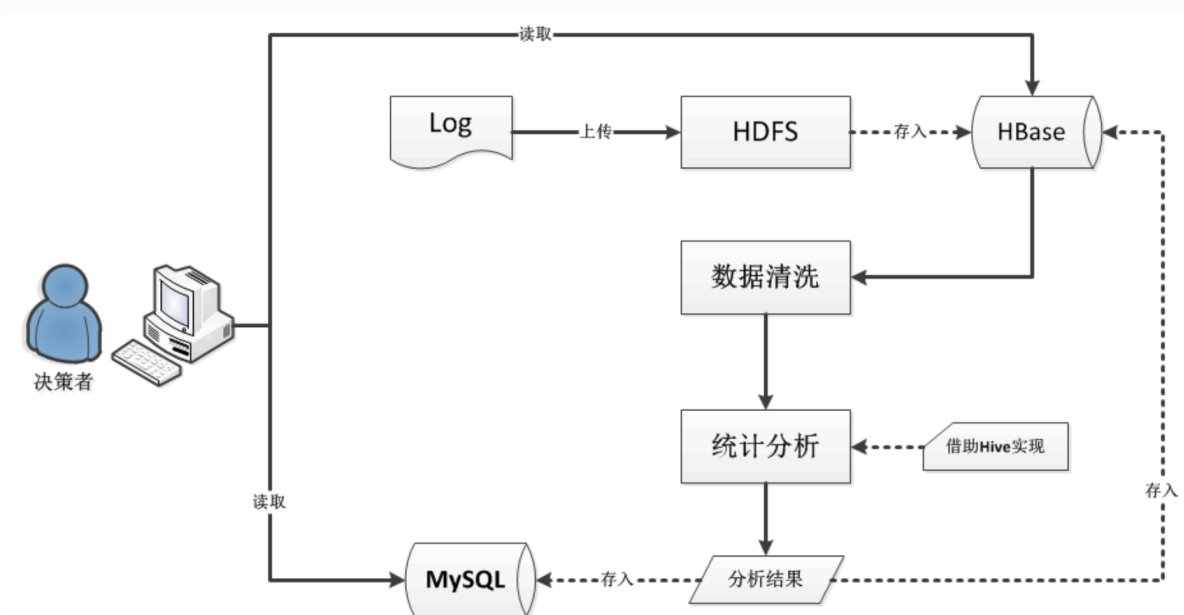 读取
Log
上传
HDFS
存入
HBase
数据清洗
决策者
统计分析
借助Hive实现
读取
存入
MySQL
存入
分析结果